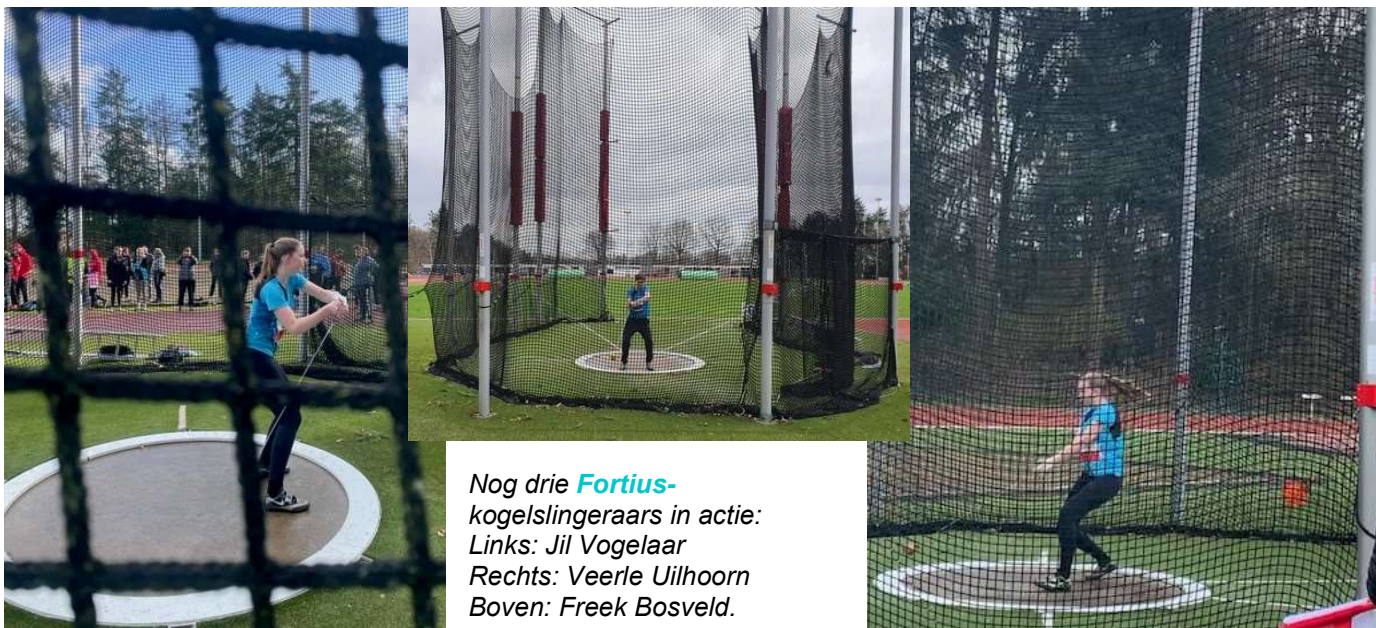 Nog drie Fortius-
kogelslingeraars in actie:
Links: Jil Vogelaar
Rechts: Veerle Uilhoorn
Boven: Freek Bosveld.